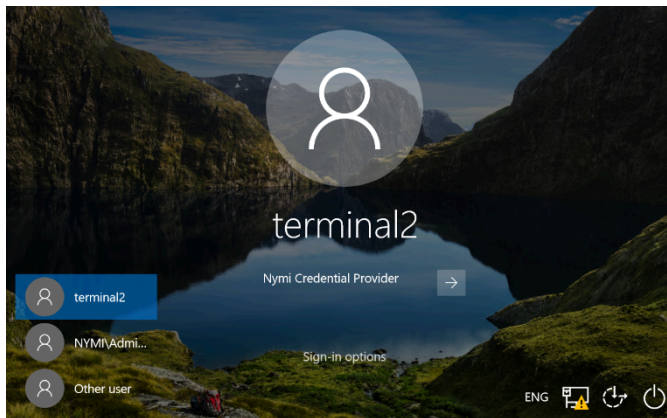 terminal2
Nymi Credential Provider
terminal2
NYMI\Admi...
Sign-in options
Other user
ENG